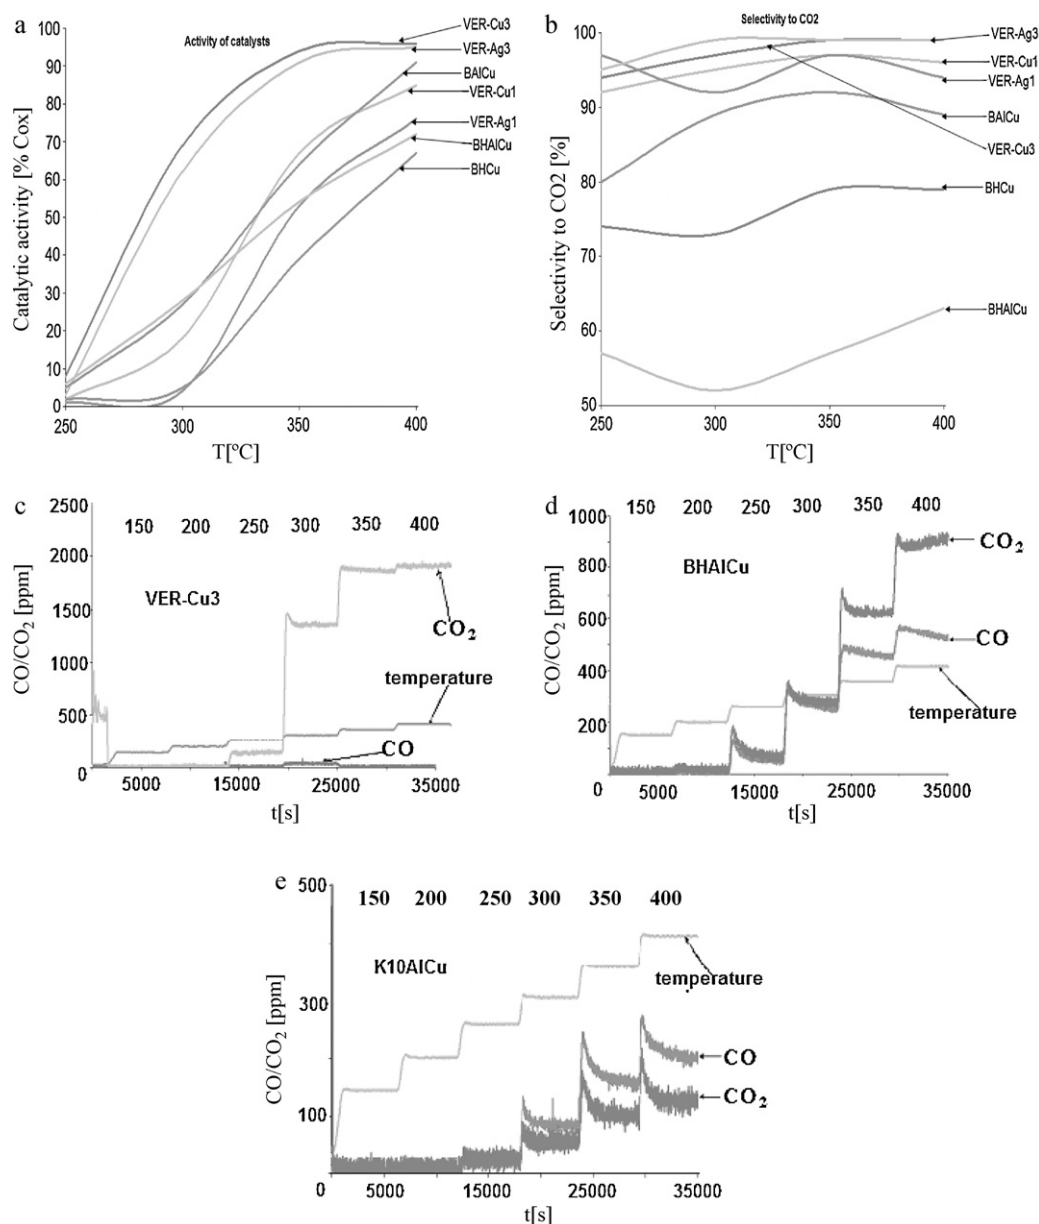 a
Activity of catalysts
Catalytic activity [% Cox]
100
90
80
70
60
50
40
30
20
10
0
250
300
350
400
T[ºC]
VER-Cu3
VER-Ag3
BAlCu
VER-Cu1
VER-Ag1
BHAlCu
BHCu
b
Selectivity to CO2
Selectivity to CO2 [%]
100
90
80
70
60
50
250
300
350
400
T[ºC]
VER-Ag3
VER-Cu1
VER-Ag1
BAlCu
VER-Cu3
BHCu
BHAlCu
c
CO/CO2 [ppm]
2500
2000
1500
1000
500
0
150 200 250 300 350 400
VER-Cu3
CO2
temperature
CO
5000
15000
25000
35000
t[s]
d
CO/CO2 [ppm]
1000
800
600
400
200
0
150 200 250 300 350 400
BHAlCu
CO2
CO
temperature
5000
15000
25000
35000
t[s]
e
CO/CO2 [ppm]
500
300
100
0
150 200 250 300 350 400
K10AlCu
temperature
CO
CO2
5000
15000
25000
35000
t[s]